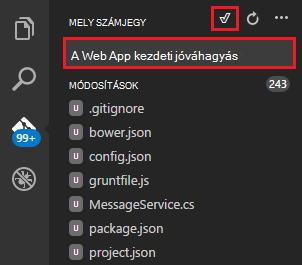 MELY SZÁMJEGY
A Web App kezdeti jóváhagyás
MÓDOSÍTÁSOK 243
U .gitignore
U bower.json
99+
U config.json
U gruntfile.js
U MessageService.cs
U package.json
U project.json